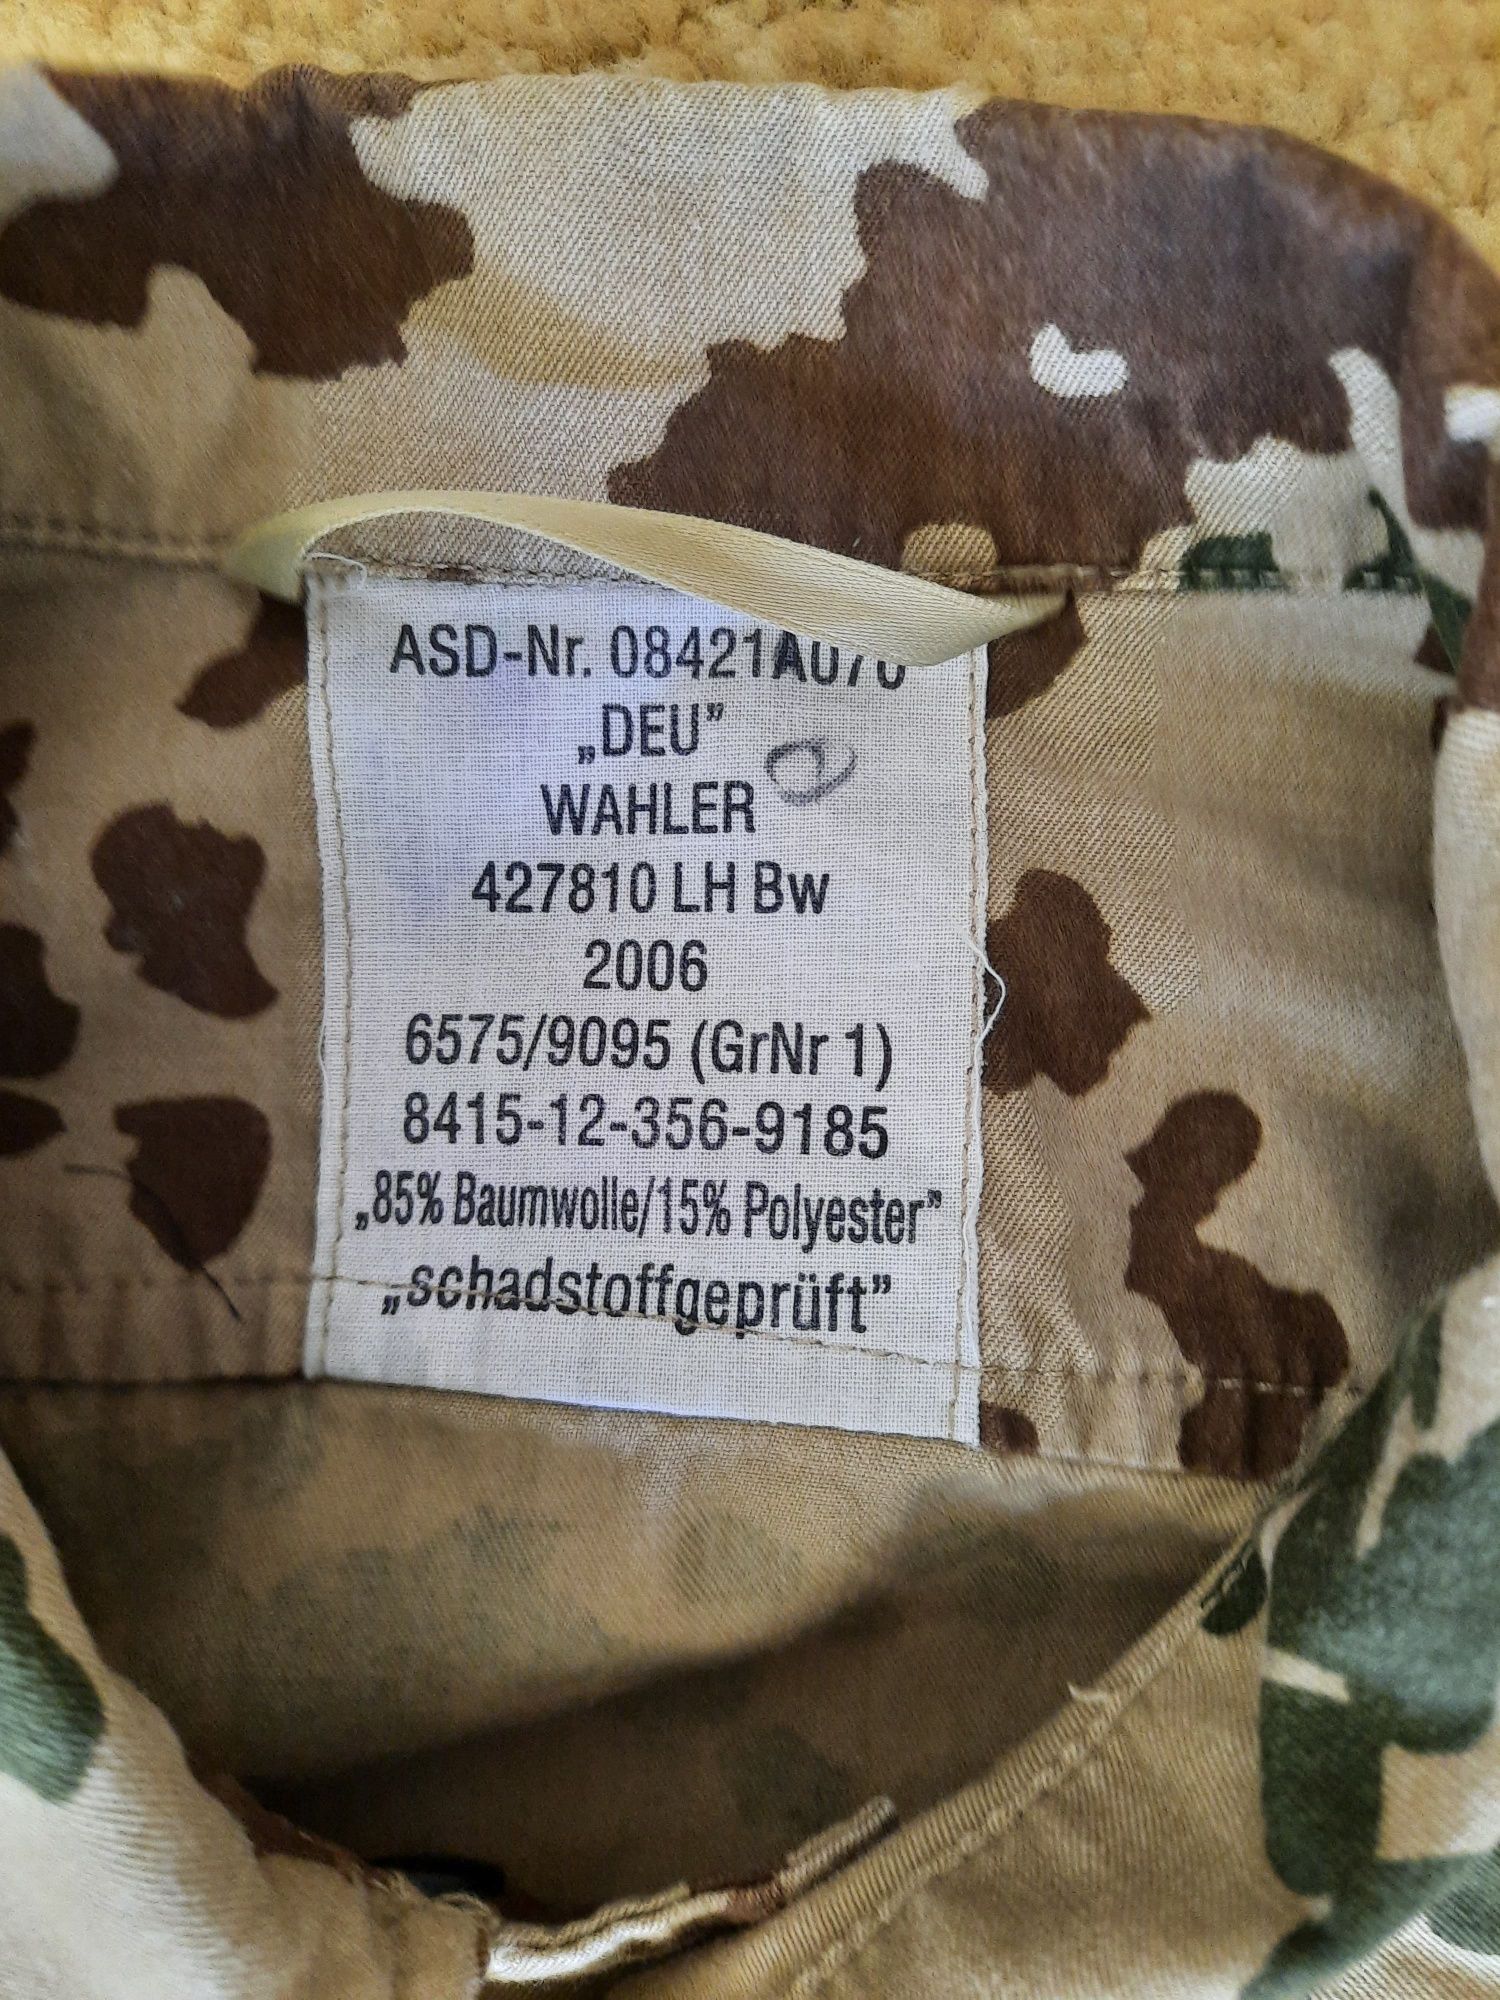 ASD-Nr. 08421A070
„DEU”
WAHLER
427810 LH Bw
2006
6575/9095 (GrNr 1)
8415-12-356-9185
„85% Baumwolle/15% Polyester”
„schadstoffgeprüft”